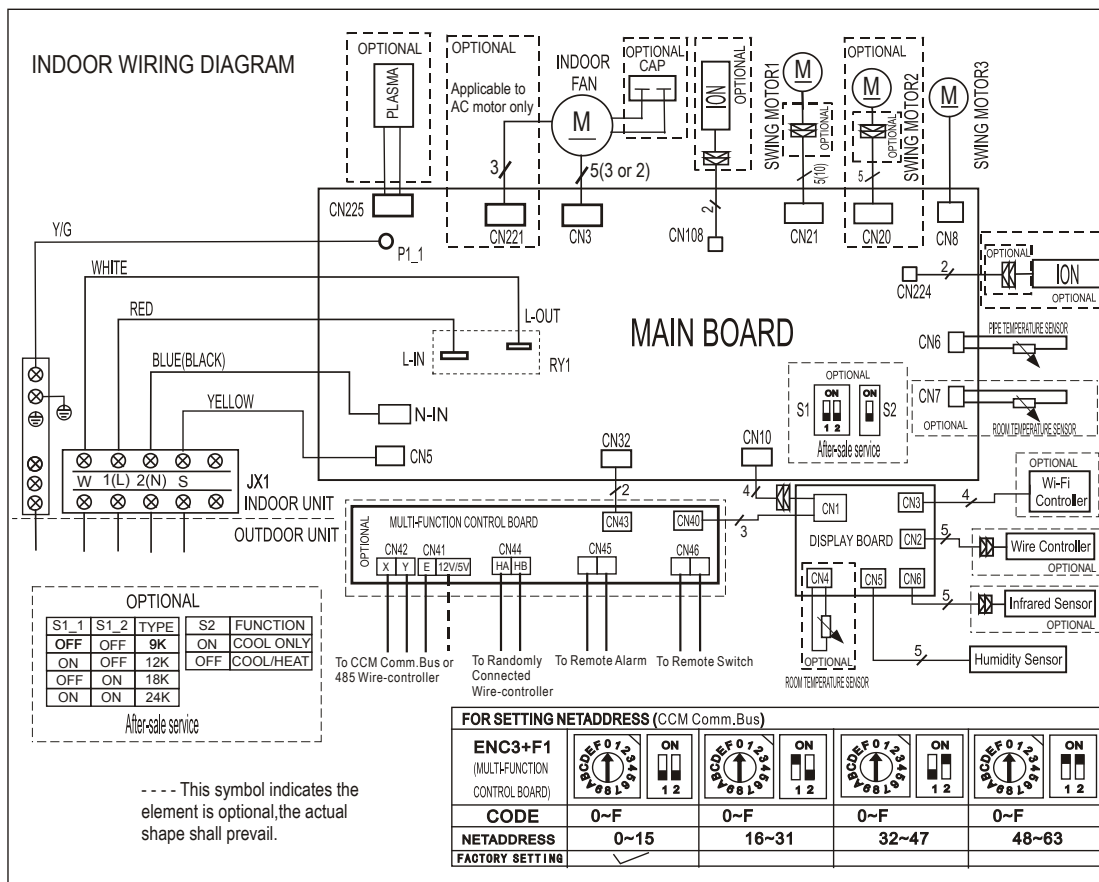 INDOOR WIRING DIAGRAM
OPTIONAL
PLASMA
OPTIONAL
Applicable to
AC motor only
INDOOR
FAN
M
OPTIONAL
CAP
ION
OPTIONAL
SWING MOTOR1
M
OPTIONAL
OPTIONAL
M
OPTIONAL
SWING MOTOR2
M
SWING MOTOR3
3
5(3 or 2)
2
5(10)
5
CN225
CN221
CN3
CN108
CN21
CN20
CN8
Y/G
P1_1
WHITE
RED
BLUE(BLACK)
YELLOW
L-OUT
L-IN
RY1
N-IN
CN5
MAIN BOARD
CN224
2
OPTIONAL
ION
OPTIONAL
CN6
PIPE TEMPERATURE SENSOR
CN7
OPTIONAL
ROOM TEMPERATURE SENSOR
OPTIONAL
S1
ON
1 2
ON
S2
After-sale service
W 1(L) 2(N) S
JX1
INDOOR UNIT
OUTDOOR UNIT
CN32
2
CN10
4
OPTIONAL
MULTI-FUNCTION CONTROL BOARD
CN43
CN40
3
CN42
X Y
CN41
E 12V/5V
CN44
HA HB
CN45
CN46
To CCM Comm.Bus or
485 Wire-controller
To Randomly
Connected
Wire-controller
To Remote Alarm
To Remote Switch
CN1
CN3
4
OPTIONAL
Wi-Fi
Controller
DISPLAY BOARD
CN2
5
Wire Controller
OPTIONAL
CN4
CN5
CN6
5
Infrared Sensor
OPTIONAL
OPTIONAL
ROOM TEMPERATURE SENSOR
5
Humidity Sensor
OPTIONAL
S1_1 S1_2 TYPE
OFF OFF 9K
ON OFF 12K
OFF ON 18K
ON ON 24K
S2 FUNCTION
ON COOL ONLY
OFF COOL/HEAT
After-sale service
- - - - This symbol indicates the
element is optional,the actual
shape shall prevail.
FOR SETTING NETADDRESS (CCM Comm.Bus)
ENC3+F1
(MULTI-FUNCTION
CONTROL BOARD)
0123456789ABCDEF
ON
1 2
0123456789ABCDEF
ON
1 2
0123456789ABCDEF
ON
1 2
0123456789ABCDEF
ON
1 2
CODE 0~F 0~F 0~F 0~F
NETADDRESS 0~15 16~31 32~47 48~63
FACTORY SETTING